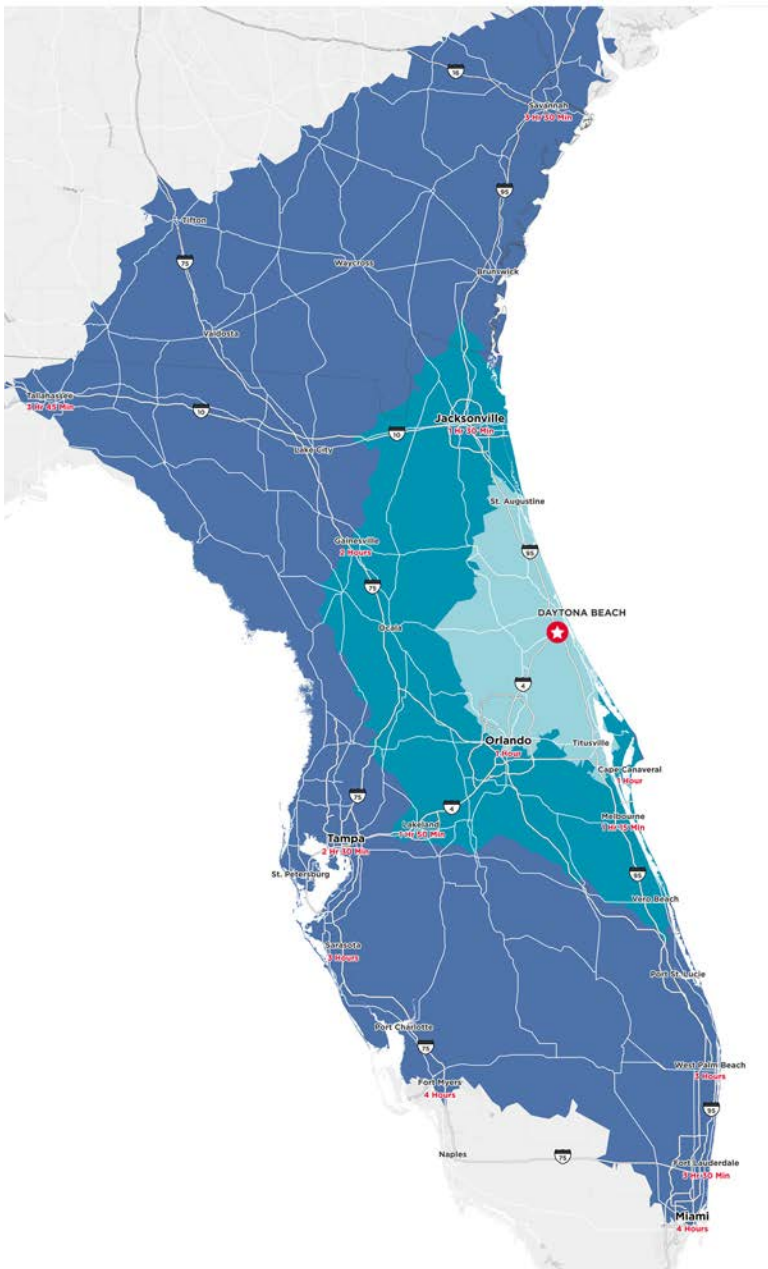 16
Savannah
3 Hr 30 Min
95
Tifton
75
Waycross
Brunswick
Valdosta
Tallahassee
3 Hr 45 Min
10
Jacksonville
1 Hr 30 Min
10
Lake City
St. Augustine
Gainesville
2 Hours
95
75
DAYTONA BEACH
Ocala
4
Orlando
1 Hour
Titusville
Cape Canaveral
1 Hour
75
4
Melbourne
1 Hr 15 Min
Lakeland
1 Hr 50 Min
Tampa
2 Hr 30 Min
St. Petersburg
95
Vero Beach
Sarasota
3 Hours
Port St. Lucie
Port Charlotte
75
West Palm Beach
3 Hours
Fort Myers
4 Hours
95
Naples
75
Fort Lauderdale
3 Hr 30 Min
Miami
4 Hours